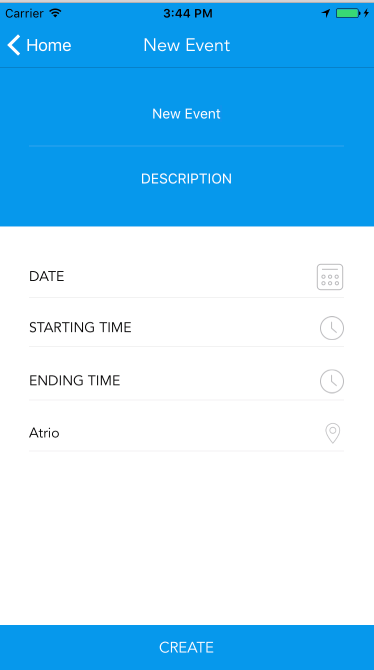 Carrier 3:44 PM
Home New Event
New Event
DESCRIPTION
DATE
STARTING TIME
ENDING TIME
Atrio
CREATE